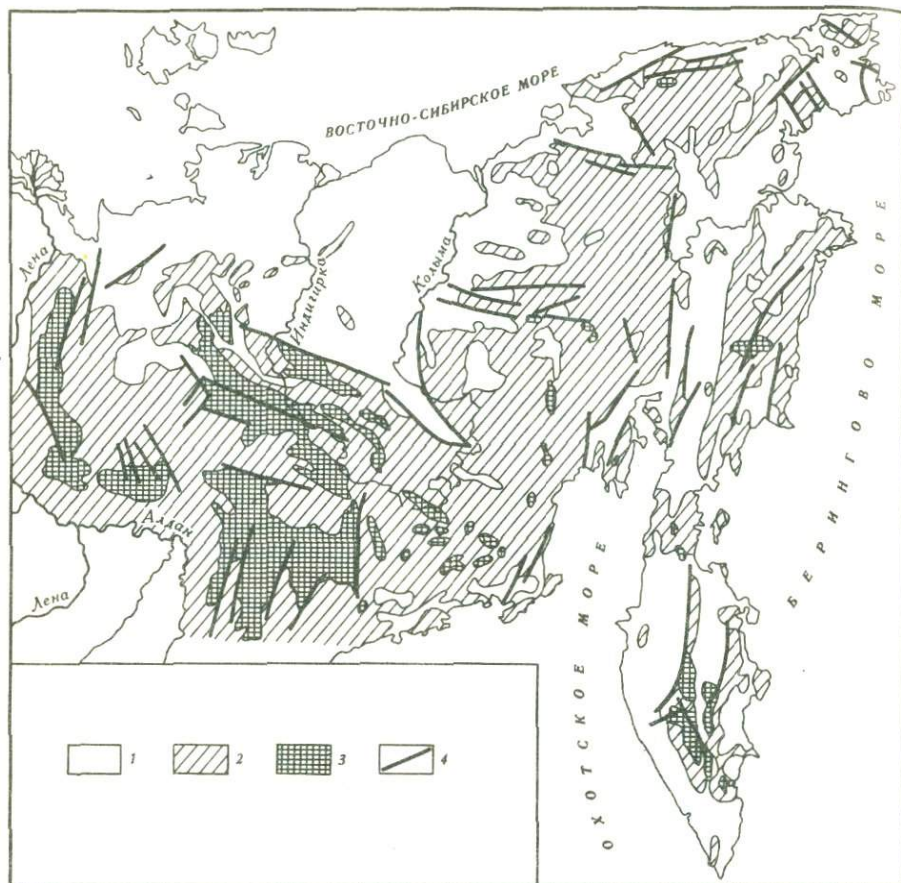 ВОСТОЧНО-СИБИРСКОЕ МОРЕ
Лена
Индигирка
Колыма
БЕРИНГОВО МОРЕ
Алдан
Лена
ОХОТСКОЕ МОРЕ
1
2
3
4